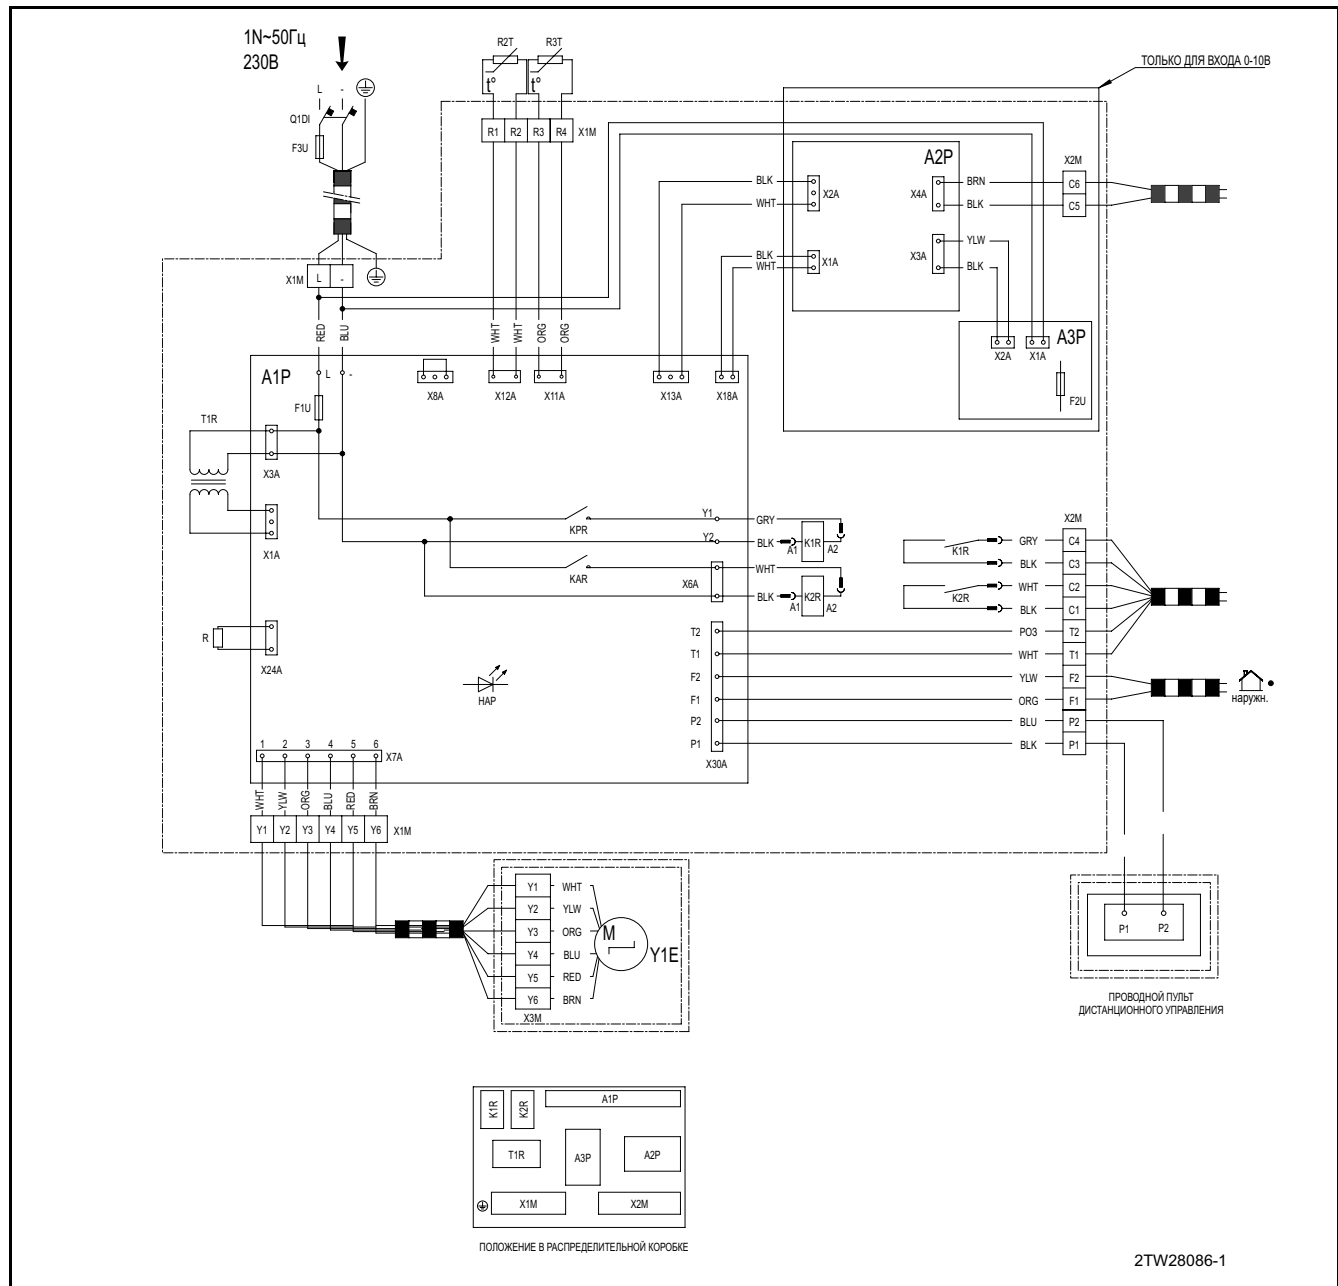 1N~50Гц
230В
R2T R3T
ТОЛЬКО ДЛЯ ВХОДА 0-10В
L -
t° t°
Q1DI
F3U
R1 R2 R3 R4 X1M
A2P
X2M
BLK
X2A
WHT
X4A
BRN
C6
BLK
C5
YLW
BLK
WHT
X1A
X3A
BLK
X1M L -
RED BLU
WHT WHT ORG ORG
X2A X1A A3P
F2U
A1P
L -
X8A X12A X11A X13A X18A
F1U
T1R
X3A
X1A
KPR
Y1 GRY
Y2 BLK A1 K1R A2
KAR
X6A
WHT
BLK A1 K2R A2
X2M
K1R GRY C4
BLK C3
K2R WHT C2
BLK C1
R
X24A
T2 PO3 T2
T1 WHT T1
F2 YLW F2
F1 ORG F1
наружн.
P2 BLU P2
P1 BLK P1
HAP
X30A
1 2 3 4 5 6
X7A
WHT YLW ORG BLU RED BRN
Y1 Y2 Y3 Y4 Y5 Y6 X1M
Y1 WHT
Y2 YLW
Y3 ORG
Y4 BLU
Y5 RED
Y6 BRN
X3M
M
Y1E
P1 P2
ПРОВОДНОЙ ПУЛЬТ
ДИСТАНЦИОННОГО УПРАВЛЕНИЯ
K1R K2R A1P
T1R A3P A2P
X1M X2M
ПОЛОЖЕНИЕ В РАСПРЕДЕЛИТЕЛЬНОЙ КОРОБКЕ
2TW28086-1